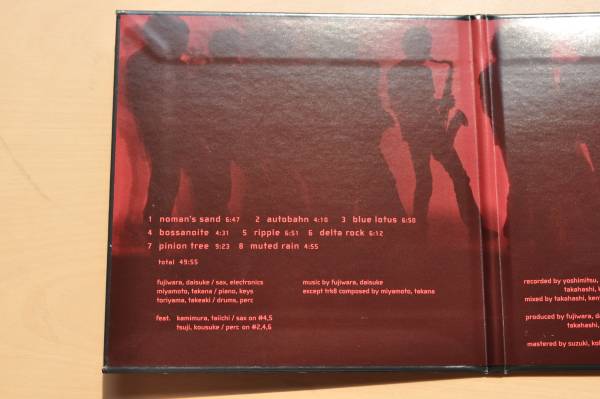 1 noman's sand 6:47 2 autobahn 4:10 3 blue lotus 6:50
4 bossanoite 4:31 5 ripple 6:51 6 delta rock 6:12
7 pinion tree 9:23 8 muted rain 4:55
total 49:55
fujiwara, daisuke / sax, electronics
miyamoto, takana / piano, keys
toriyama, takeaki / drums, perc
feat. kamimura, taiichi / sax on #4,5
tsuji, kousuke / perc on #2,4,6
music by fujiwara, daisuke
except trk8 composed by miyamoto, takana
recorded by yoshimitsu,
takahashi,
mixed by takahashi, ken
produced by fujiwara, da
takahashi,
mastered by suzuki, ko